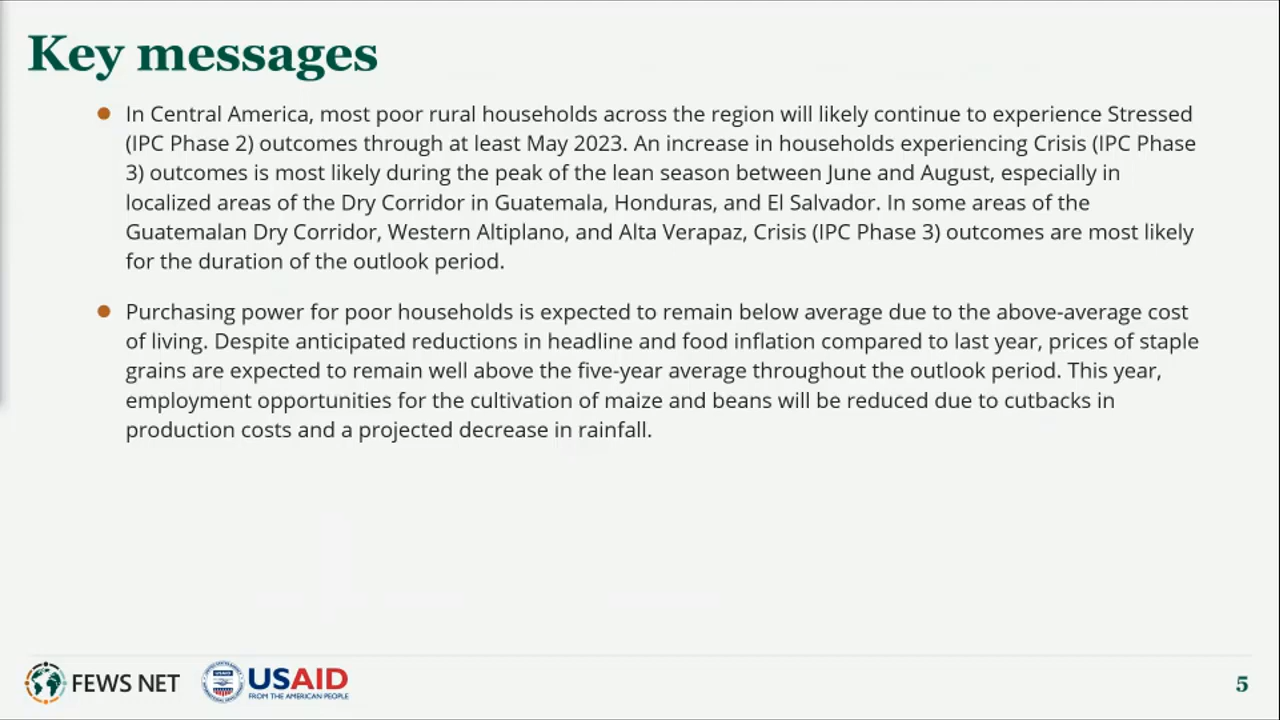 Key messages
In Central America, most poor rural households across the region will likely continue to experience Stressed
(IPC Phase 2) outcomes through at least May 2023. An increase in households experiencing Crisis (IPC Phase
3) outcomes is most likely during the peak of the lean season between June and August, especially in
localized areas of the Dry Corridor in Guatemala, Honduras, and El Salvador. In some areas of the
Guatemalan Dry Corridor, Western Altiplano, and Alta Verapaz, Crisis (IPC Phase 3) outcomes are most likely
for the duration of the outlook period.
Purchasing power for poor households is expected to remain below average due to the above-average cost
of living. Despite anticipated reductions in headline and food inflation compared to last year, prices of staple
grains are expected to remain well above the five-year average throughout the outlook period. This year,
employment opportunities for the cultivation of maize and beans will be reduced due to cutbacks in
production costs and a projected decrease in rainfall.
FEWS NET
USAID
FROM THE AMERICAN PEOPLE
5